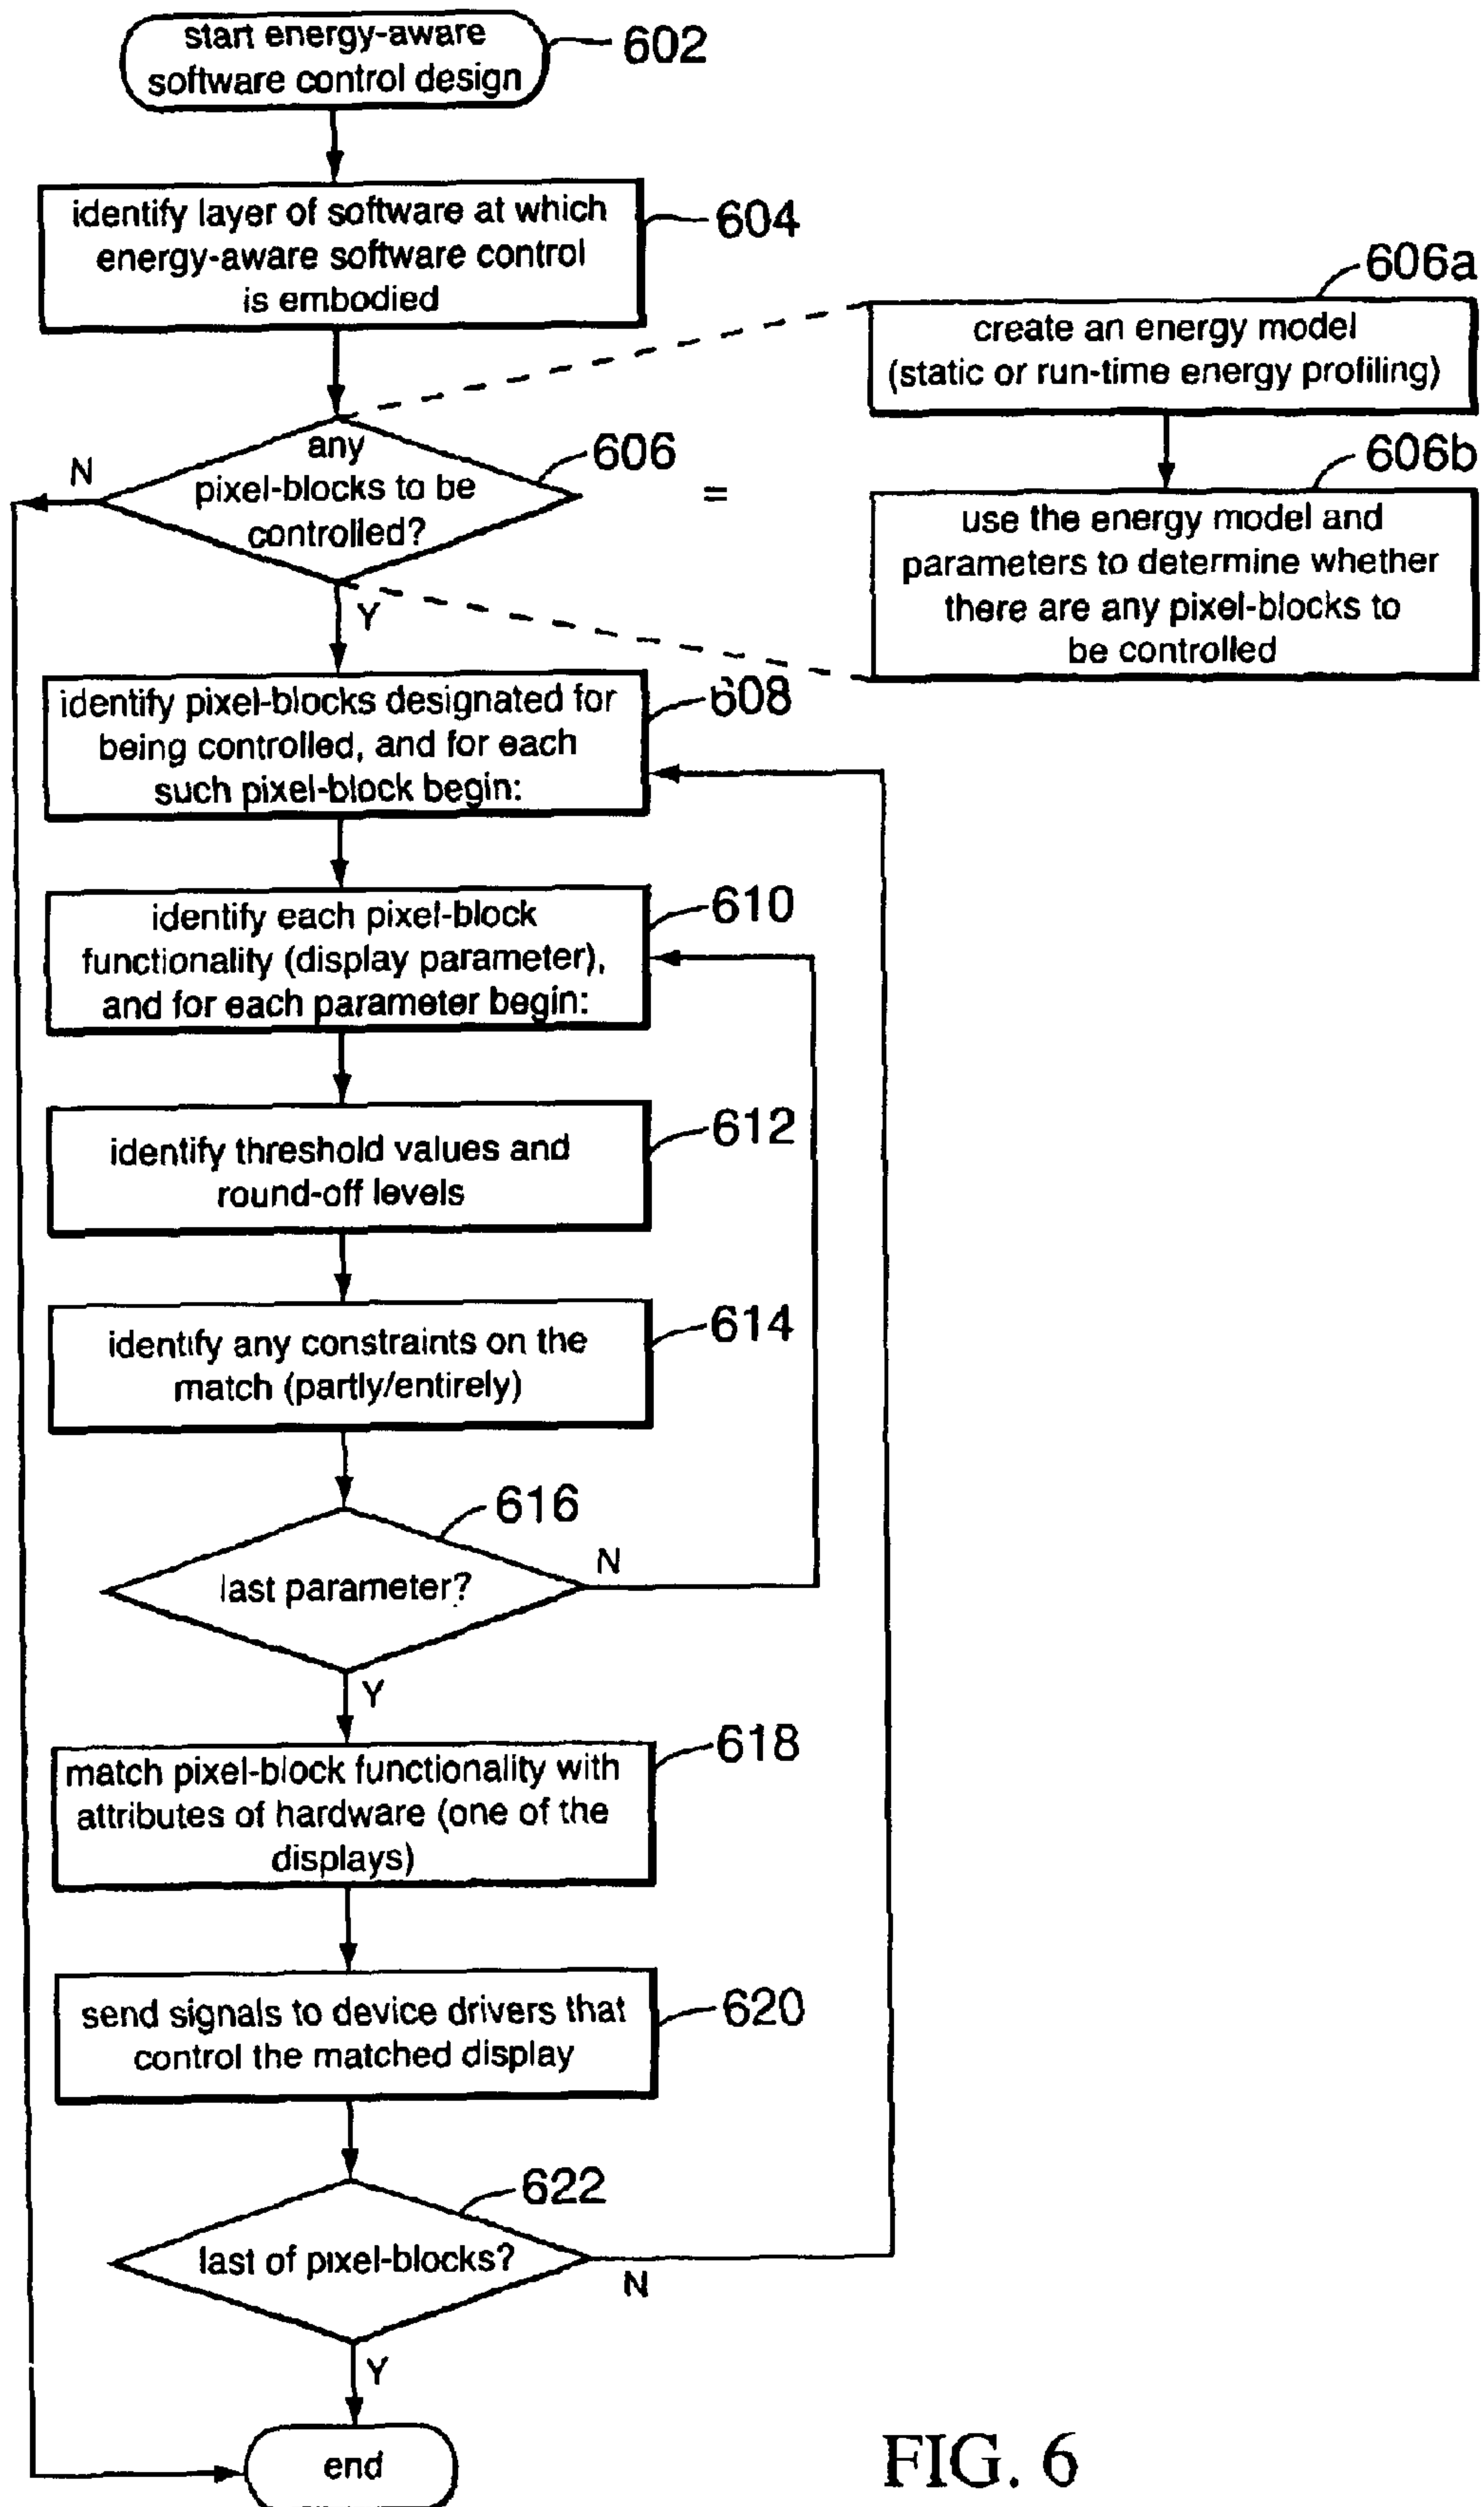 start energy-aware
software control design
602
identify layer of software at which
energy-aware software control
is embodied
604
606a
create an energy model
(static or run-time energy profiling)
any
pixel-blocks to be
controlled?
606
N
Y
=
606b
use the energy model and
parameters to determine whether
there are any pixel-blocks to
be controlled
identify pixel-blocks designated for
being controlled, and for each
such pixel-block begin:
608
identify each pixel-block
functionality (display parameter),
and for each parameter begin:
610
identify threshold values and
round-off levels
612
identify any constraints on the
match (partly/entirely)
614
616
last parameter?
N
Y
match pixel-block functionality with
attributes of hardware (one of the
displays)
618
send signals to device drivers that
control the matched display
620
622
last of pixel-blocks?
N
Y
end
FIG. 6